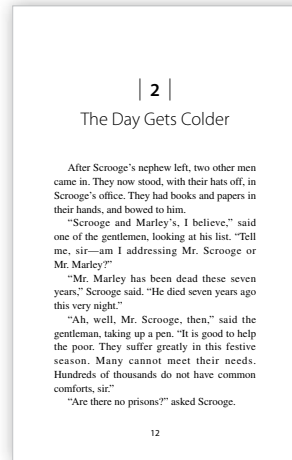 | 2 |
The Day Gets Colder
After Scrooge’s nephew left, two other men
came in. They now stood, with their hats off, in
Scrooge’s office. They had books and papers in
their hands, and bowed to him.
“Scrooge and Marley’s, I believe,” said
one of the gentlemen, looking at his list. “Tell
me, sir—am I addressing Mr. Scrooge or
Mr. Marley?”
“Mr. Marley has been dead these seven
years,” Scrooge said. “He died seven years ago
this very night.”
“Ah, well, Mr. Scrooge, then,” said the
gentleman, taking up a pen. “It is good to help
the poor. They suffer greatly in this festive
season. Many cannot meet their needs.
Hundreds of thousands do not have common
comforts, sir.”
“Are there no prisons?” asked Scrooge.
12